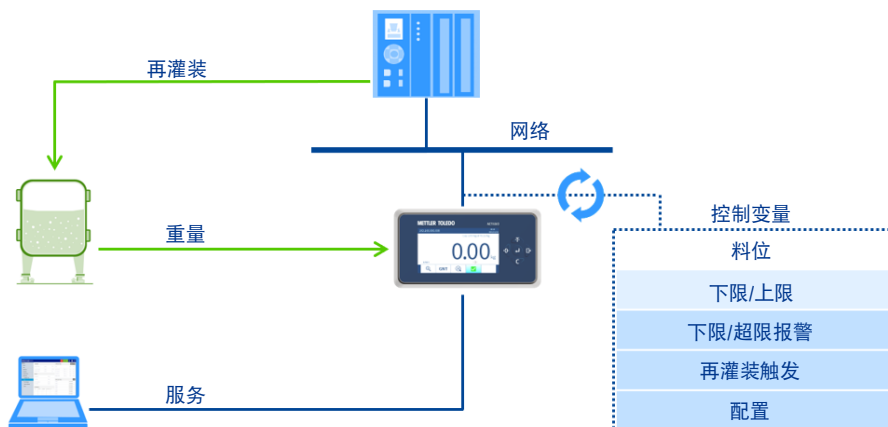 再灌装
网络
重量
METTLER TOLEDO
0.00
控制变量
料位
下限/上限
下限/超限报警
再灌装触发
配置
服务